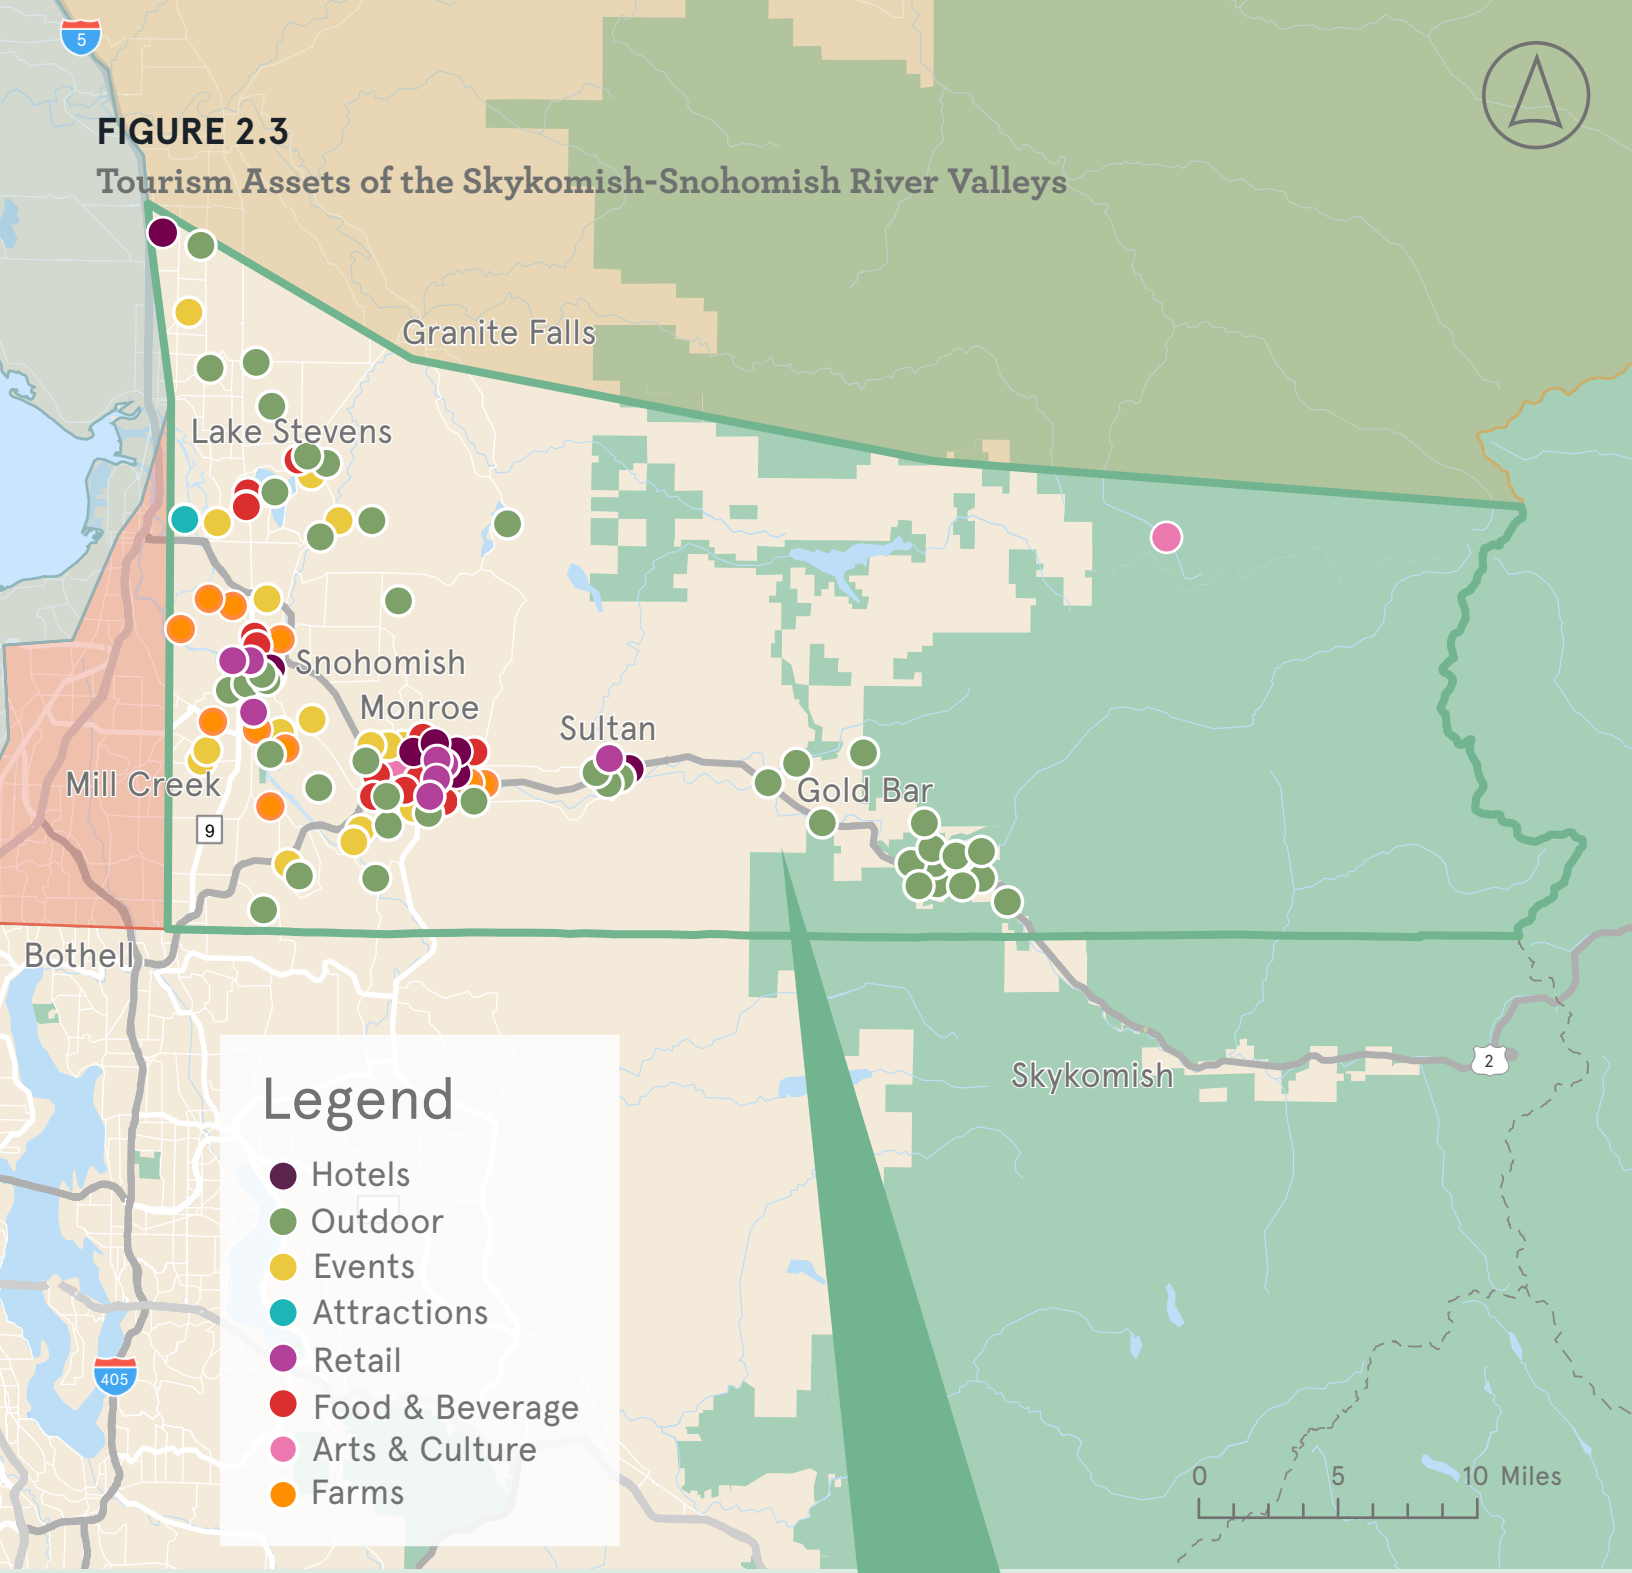 5
FIGURE 2.3
Tourism Assets of the Skykomish-Snohomish River Valleys
Granite Falls
Lake Stevens
Snohomish
Monroe
Sultan
Mill Creek
Gold Bar
9
Bothell
Skykomish
2
Legend
Hotels
Outdoor
Events
Attractions
Retail
405
Food & Beverage
Arts & Culture
Farms
0 5 10 Miles